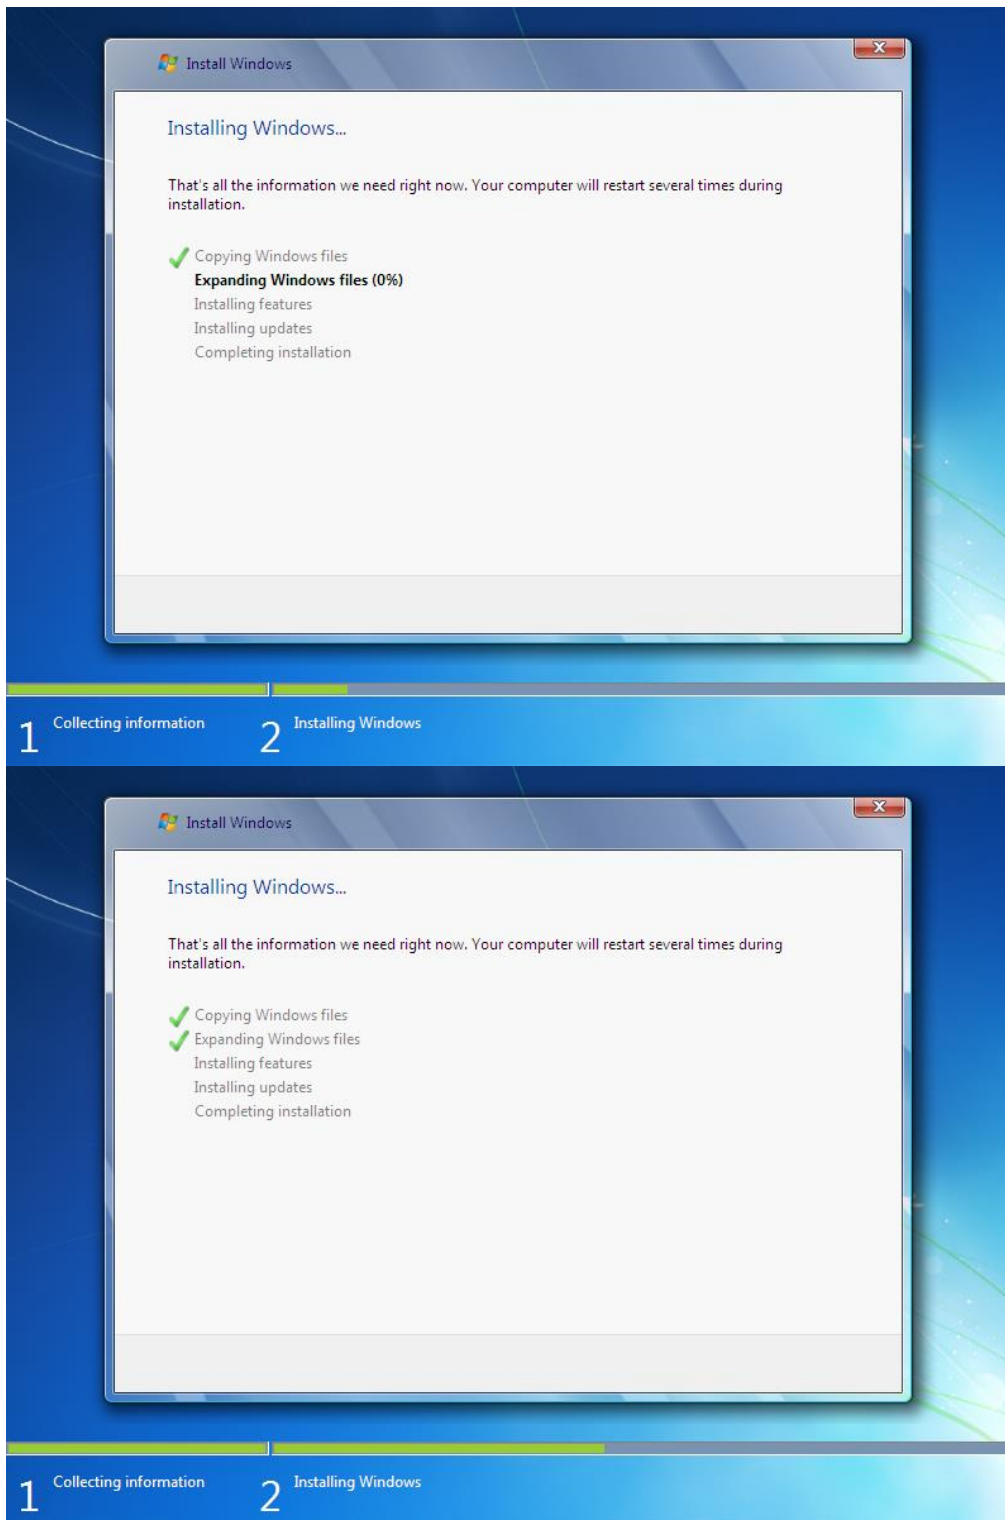 Install Windows
Installing Windows...
That's all the information we need right now. Your computer will restart several times during
installation.
Copying Windows files
Expanding Windows files (0%)
Installing features
Installing updates
Completing installation
1 Collecting information 2 Installing Windows
Install Windows
Installing Windows...
That's all the information we need right now. Your computer will restart several times during
installation.
Copying Windows files
Expanding Windows files
Installing features
Installing updates
Completing installation
1 Collecting information 2 Installing Windows